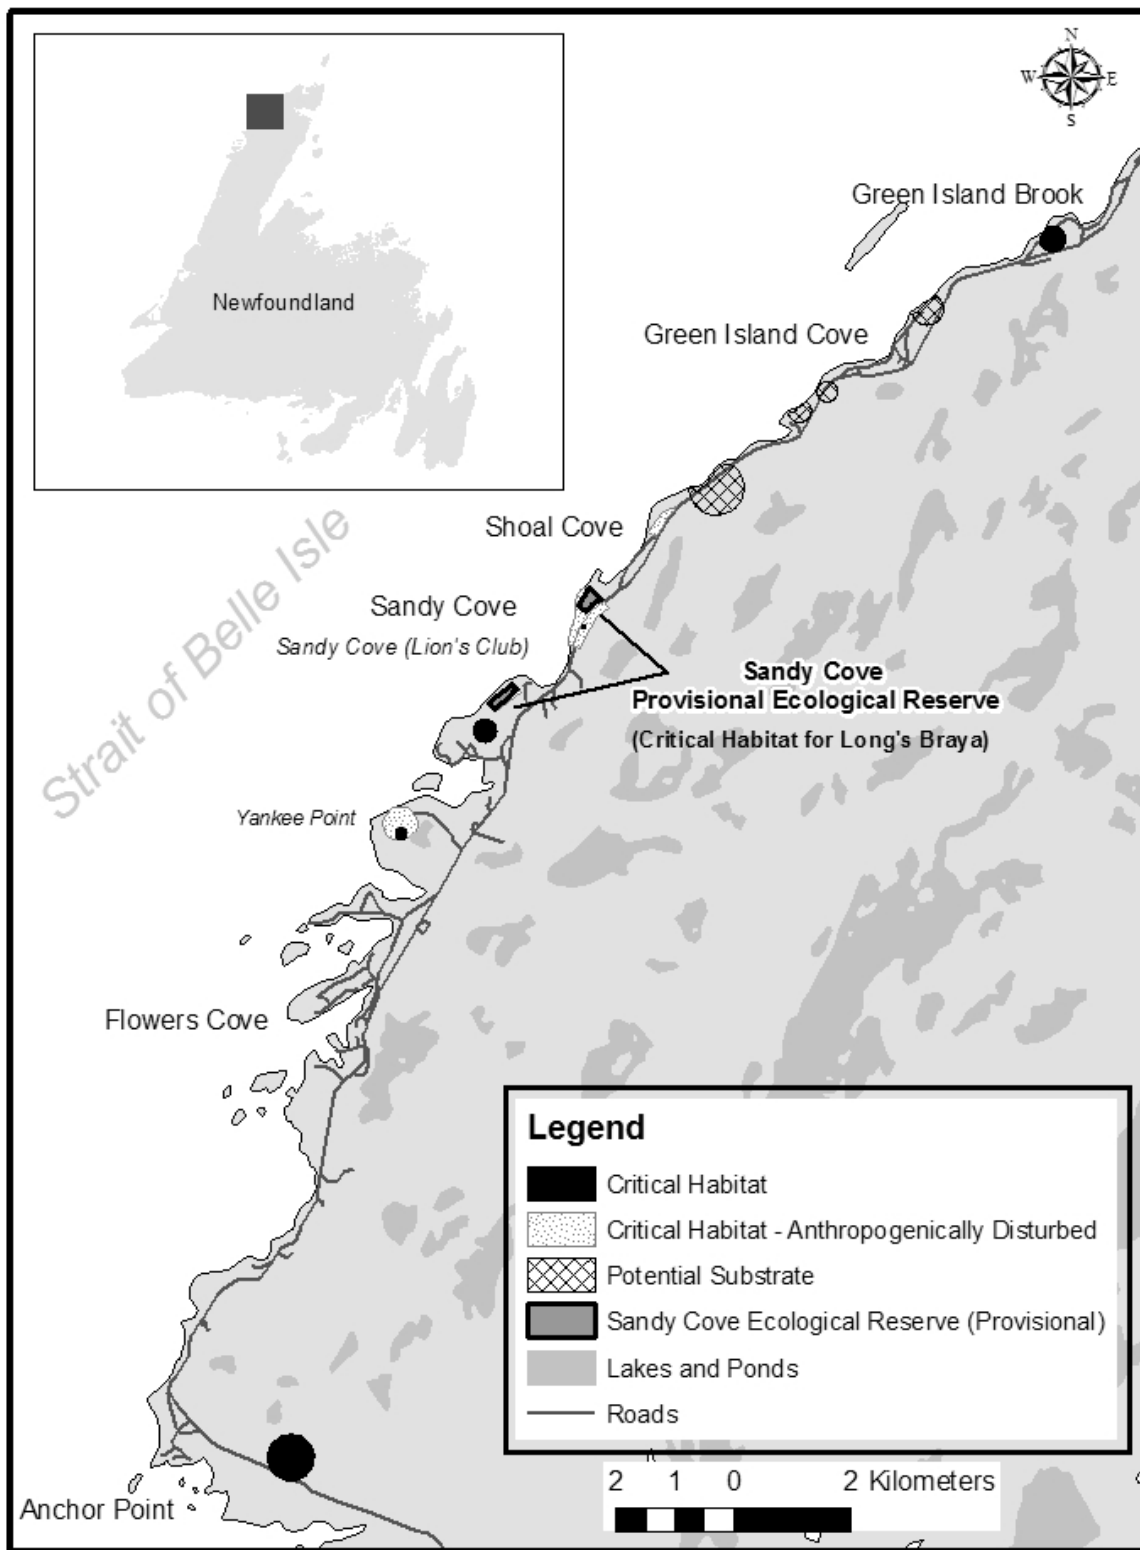 N
W E
S
Newfoundland
Green Island Brook
Green Island Cove
Shoal Cove
Sandy Cove
Sandy Cove (Lion's Club)
Strait of Belle Isle
Sandy Cove
Provisional Ecological Reserve
(Critical Habitat for Long's Braya)
Yankee Point
Flowers Cove
Anchor Point
Legend
Critical Habitat
Critical Habitat - Anthropogenically Disturbed
Potential Substrate
Sandy Cove Ecological Reserve (Provisional)
Lakes and Ponds
Roads
2 1 0 2 Kilometers